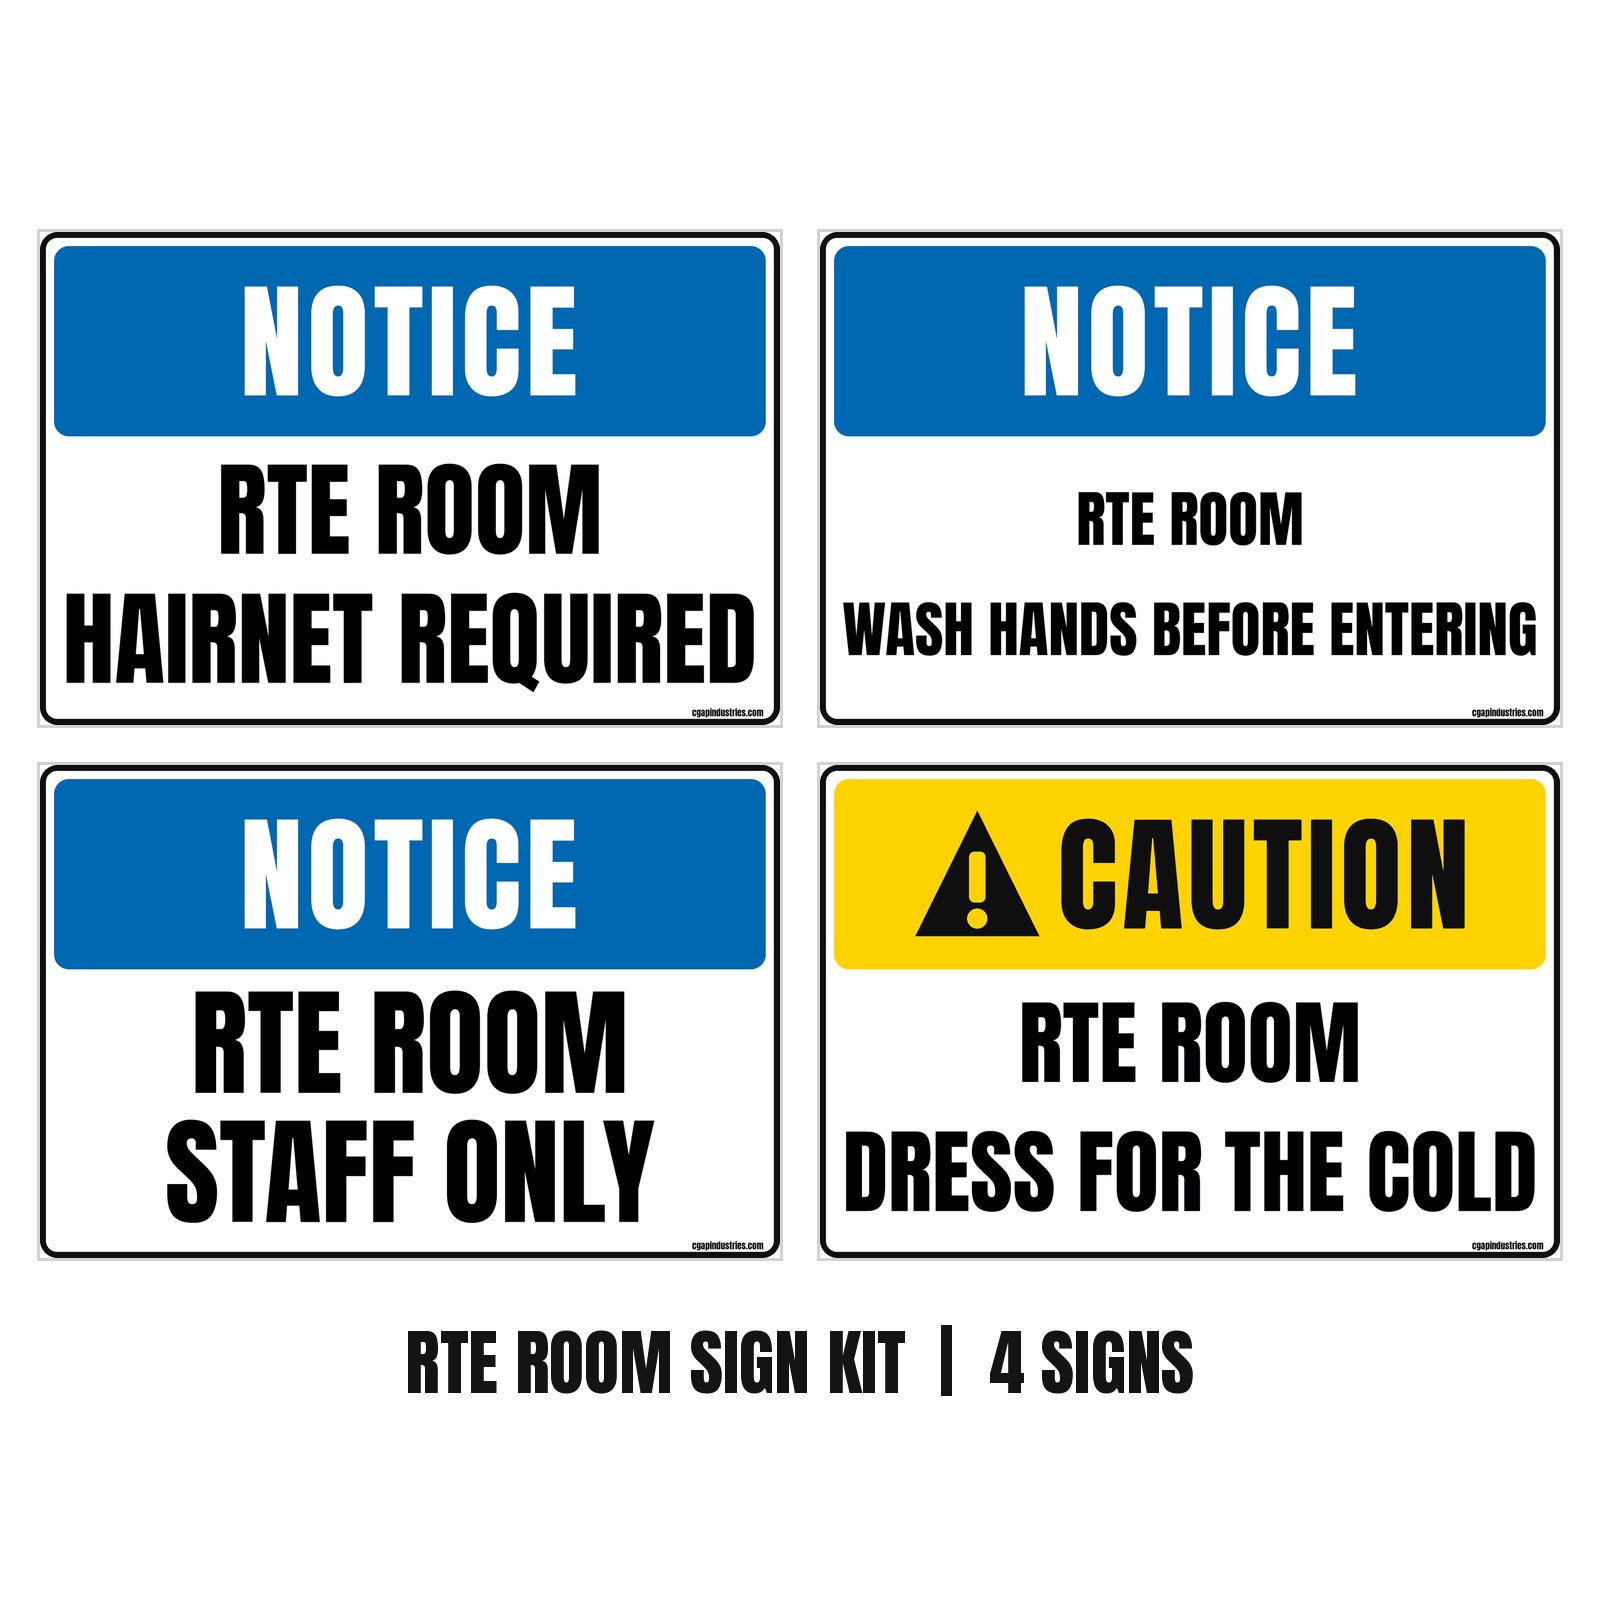 NOTICE
RTE ROOM
HAIRNET REQUIRED
cgapindustries.com
NOTICE
RTE ROOM
WASH HANDS BEFORE ENTERING
cgapindustries.com
NOTICE
RTE ROOM
STAFF ONLY
cgapindustries.com
CAUTION
RTE ROOM
DRESS FOR THE COLD
cgapindustries.com
RTE ROOM SIGN KIT | 4 SIGNS